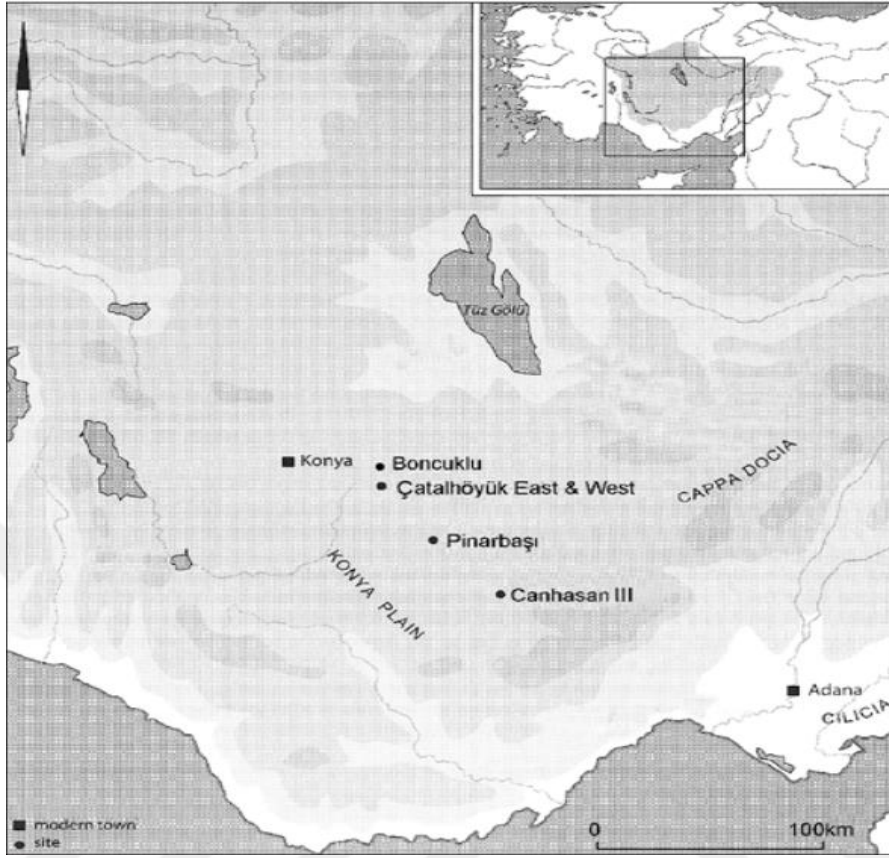 Tüz Gölü
Konya
Boncuklu
Çatalhöyük East & West
CAPPA DOCIA
Pinarbaşı
KONYA PLAIN
Canhasan III
Adana
CILICIA
modern town
site
0
100km